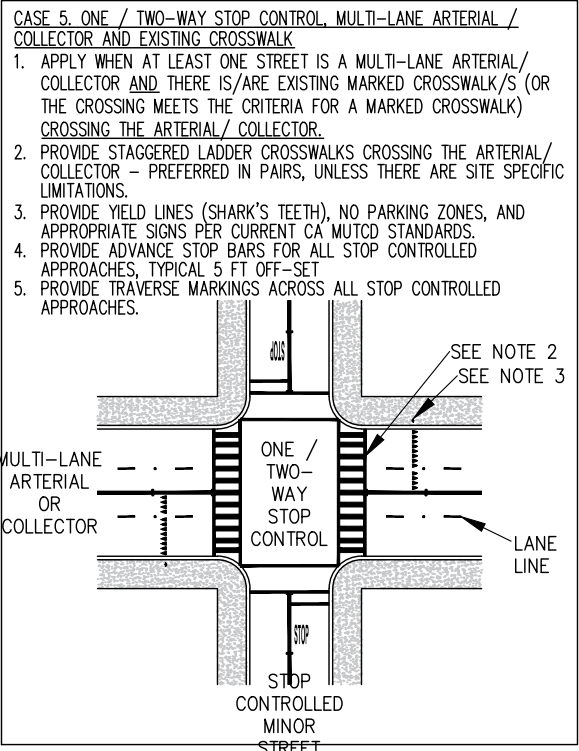 CASE 5. ONE / TWO-WAY STOP CONTROL, MULTI-LANE ARTERIAL /
COLLECTOR AND EXISTING CROSSWALK
1. APPLY WHEN AT LEAST ONE STREET IS A MULTI-LANE ARTERIAL/
COLLECTOR AND THERE IS/ARE EXISTING MARKED CROSSWALK/S (OR
THE CROSSING MEETS THE CRITERIA FOR A MARKED CROSSWALK)
CROSSING THE ARTERIAL/ COLLECTOR.
2. PROVIDE STAGGERED LADDER CROSSWALKS CROSSING THE ARTERIAL/
COLLECTOR – PREFERRED IN PAIRS, UNLESS THERE ARE SITE SPECIFIC
LIMITATIONS.
3. PROVIDE YIELD LINES (SHARK'S TEETH), NO PARKING ZONES, AND
APPROPRIATE SIGNS PER CURRENT CA MUTCD STANDARDS.
4. PROVIDE ADVANCE STOP BARS FOR ALL STOP CONTROLLED
APPROACHES, TYPICAL 5 FT OFF-SET
5. PROVIDE TRAVERSE MARKINGS ACROSS ALL STOP CONTROLLED
APPROACHES.
STOP
SEE NOTE 2
SEE NOTE 3
MULTI-LANE
ARTERIAL
OR
COLLECTOR
ONE /
TWO-
WAY
STOP
CONTROL
LANE
LINE
STOP
STOP
CONTROLLED
MINOR
STREET